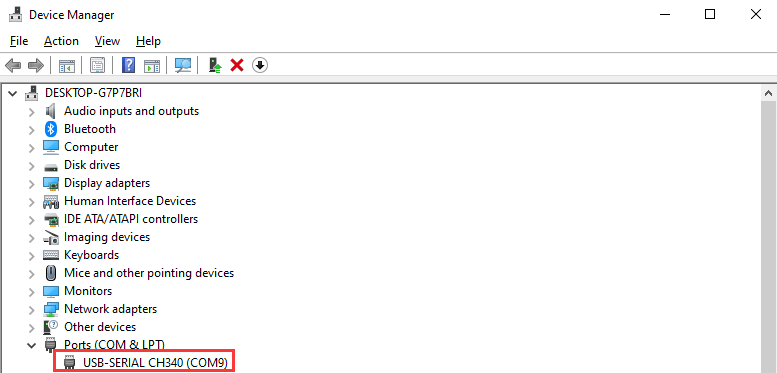 Device Manager
File Action View Help
DESKTOP-G7P7BRI
Audio inputs and outputs
Bluetooth
Computer
Disk drives
Display adapters
Human Interface Devices
IDE ATA/ATAPI controllers
Imaging devices
Keyboards
Mice and other pointing devices
Monitors
Network adapters
Other devices
Ports (COM & LPT)
USB-SERIAL CH340 (COM9)